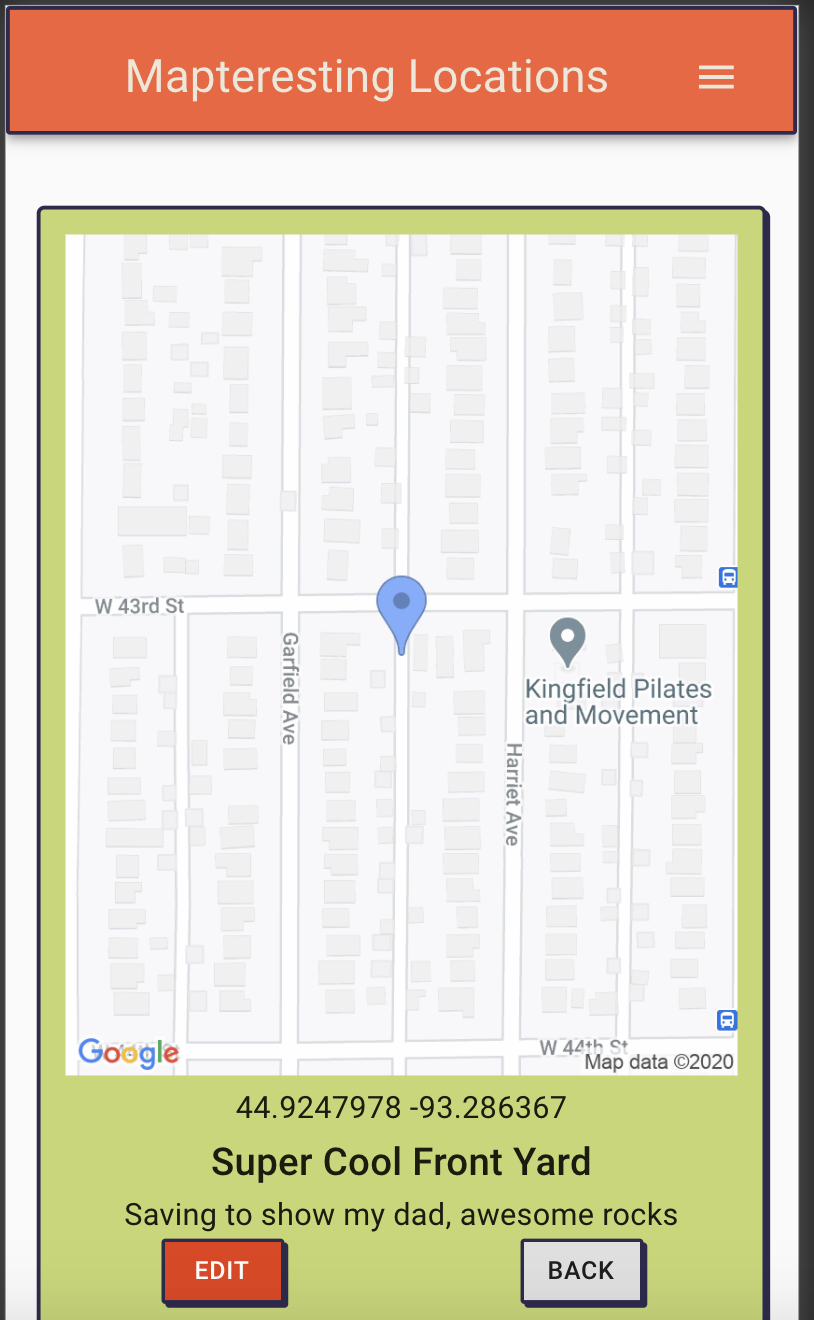 Mapteresting Locations
W 43rd St
Garfield Ave
Kingfield Pilates
and Movement
Harriet Ave
Google
W 44th St
Map data ©2020
44.9247978 -93.286367
Super Cool Front Yard
Saving to show my dad, awesome rocks
EDIT
BACK